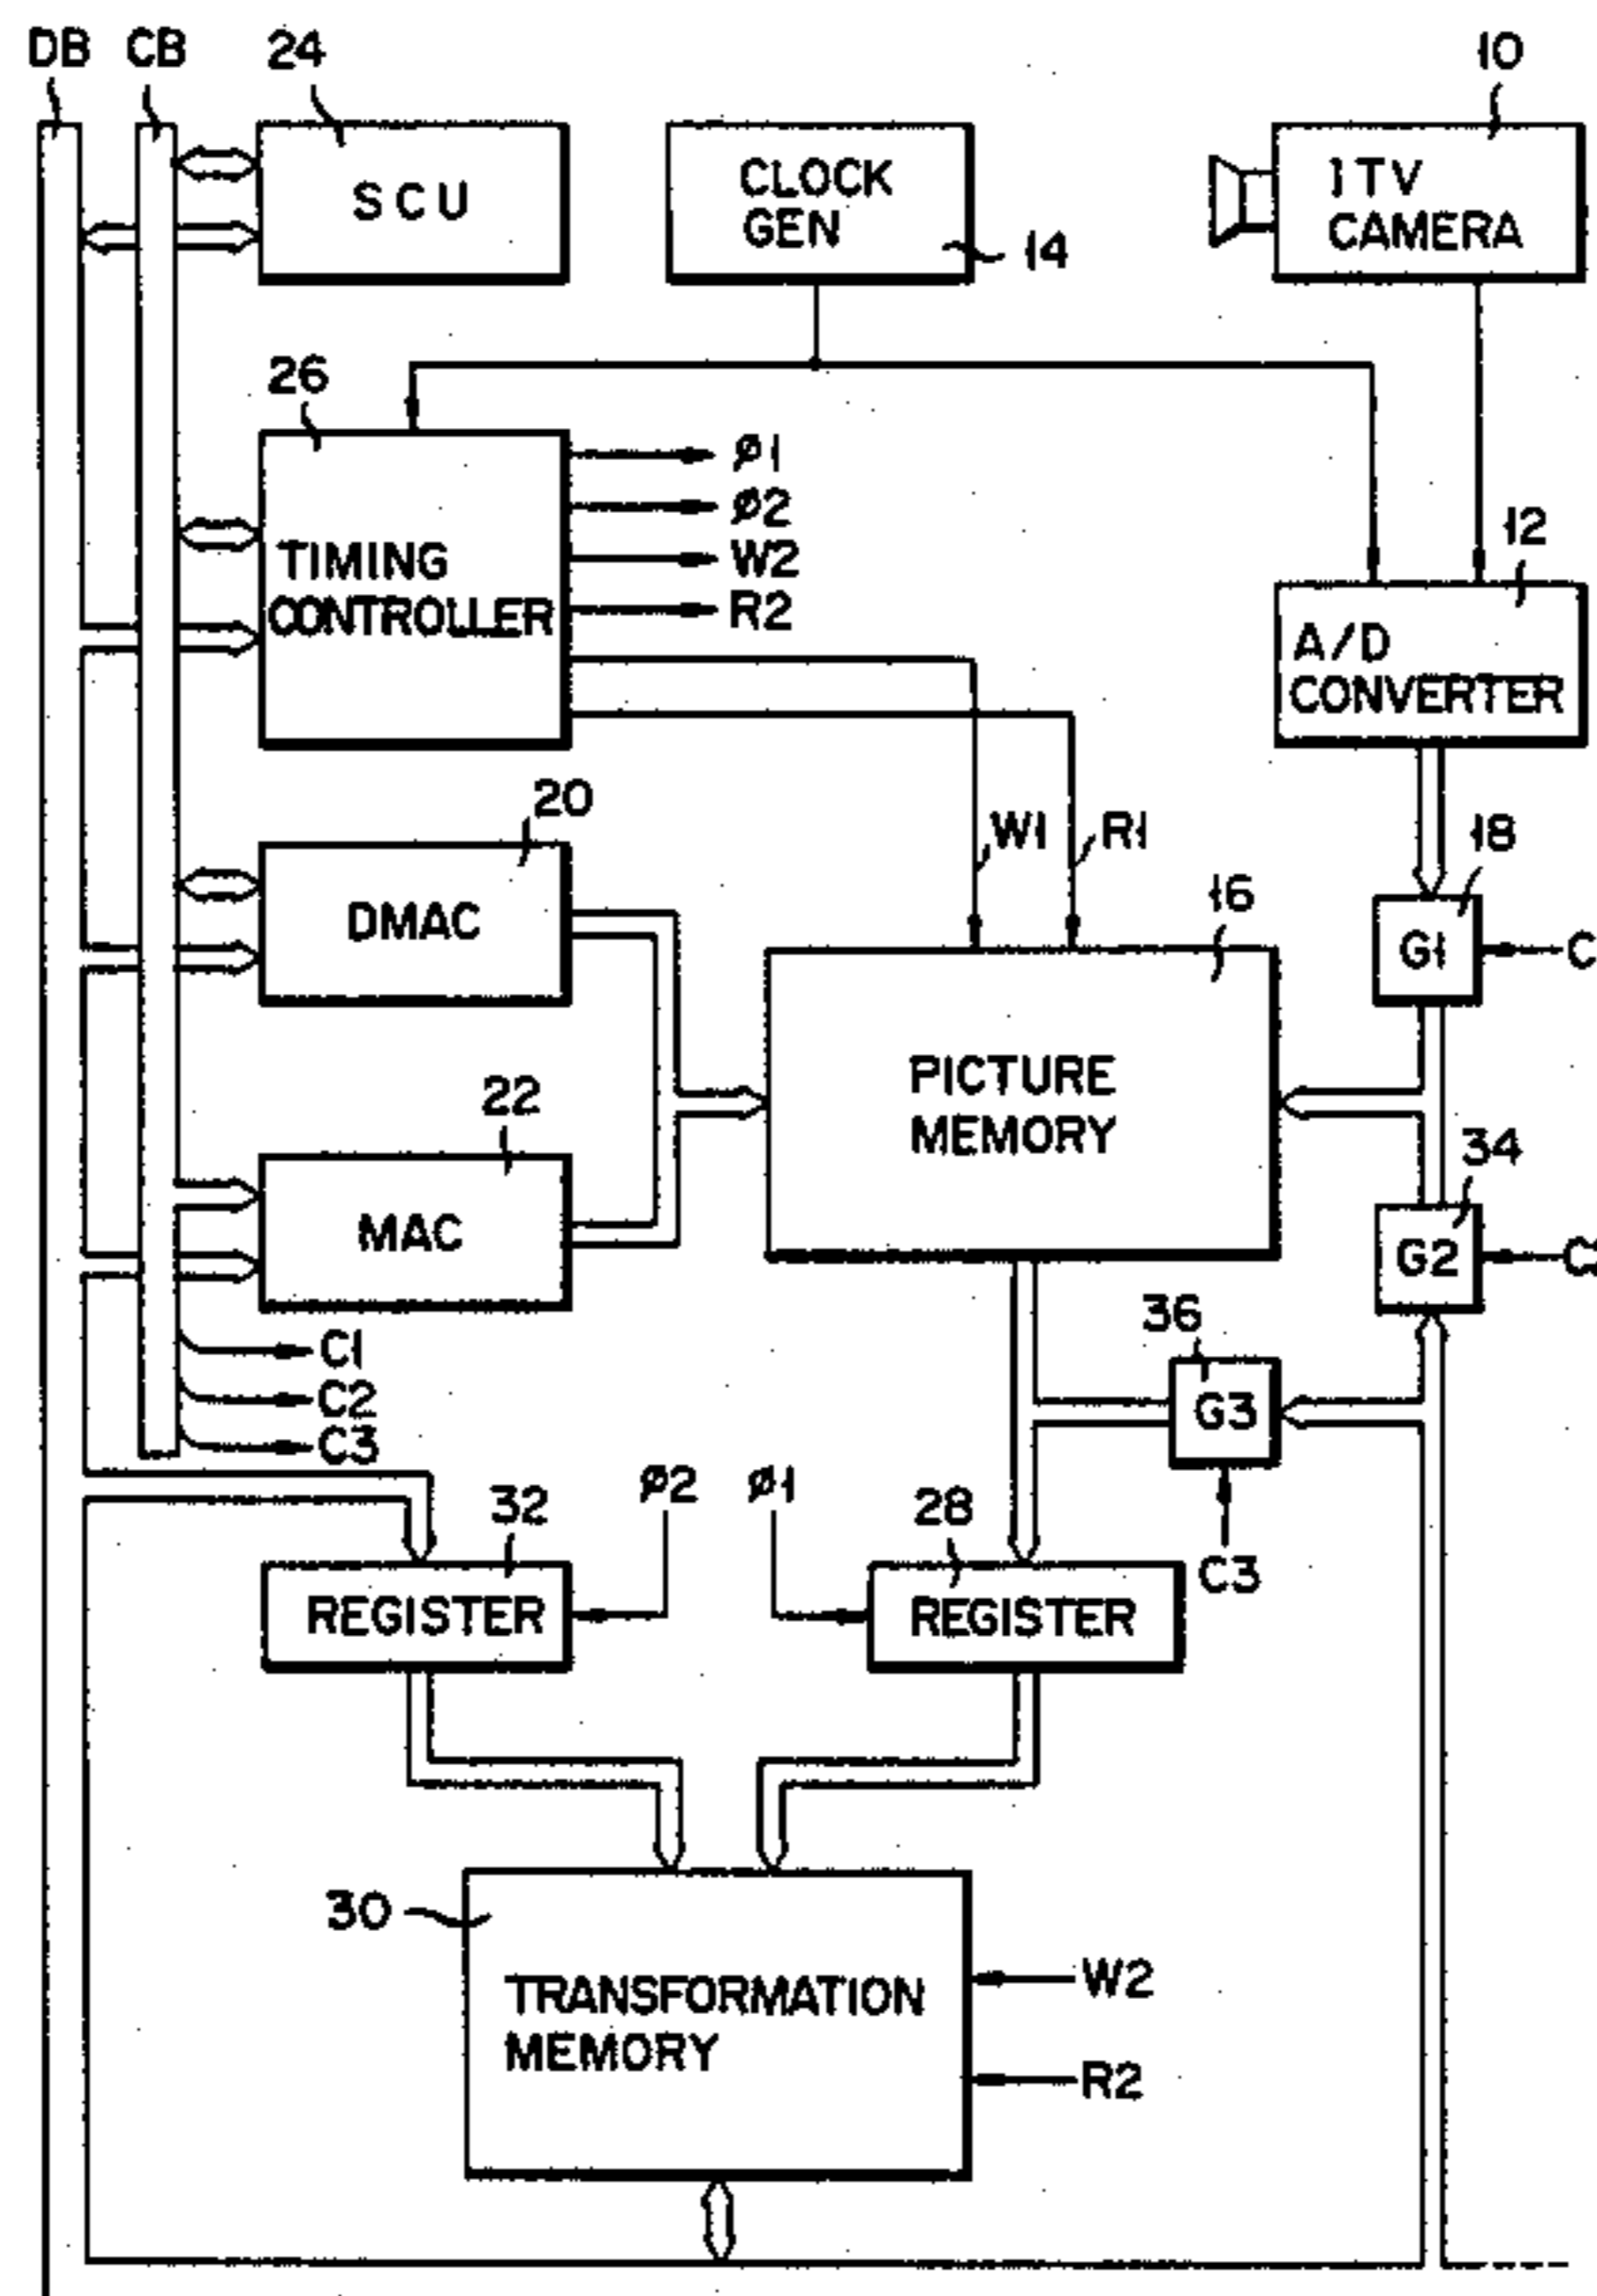 DB CB 24 10
SCU
CLOCK
GEN
14
ITV
CAMERA
26
ø1
ø2
W2
R2
TIMING
CONTROLLER
12
A/D
CONVERTER
20
W1 R1
18
16
DMAC
G1
C
PICTURE
MEMORY
22
34
MAC
G2
36
C1
C2
C3
G3
C3
32
ø2 ø1
28
REGISTER
REGISTER
30
TRANSFORMATION
MEMORY
W2
R2